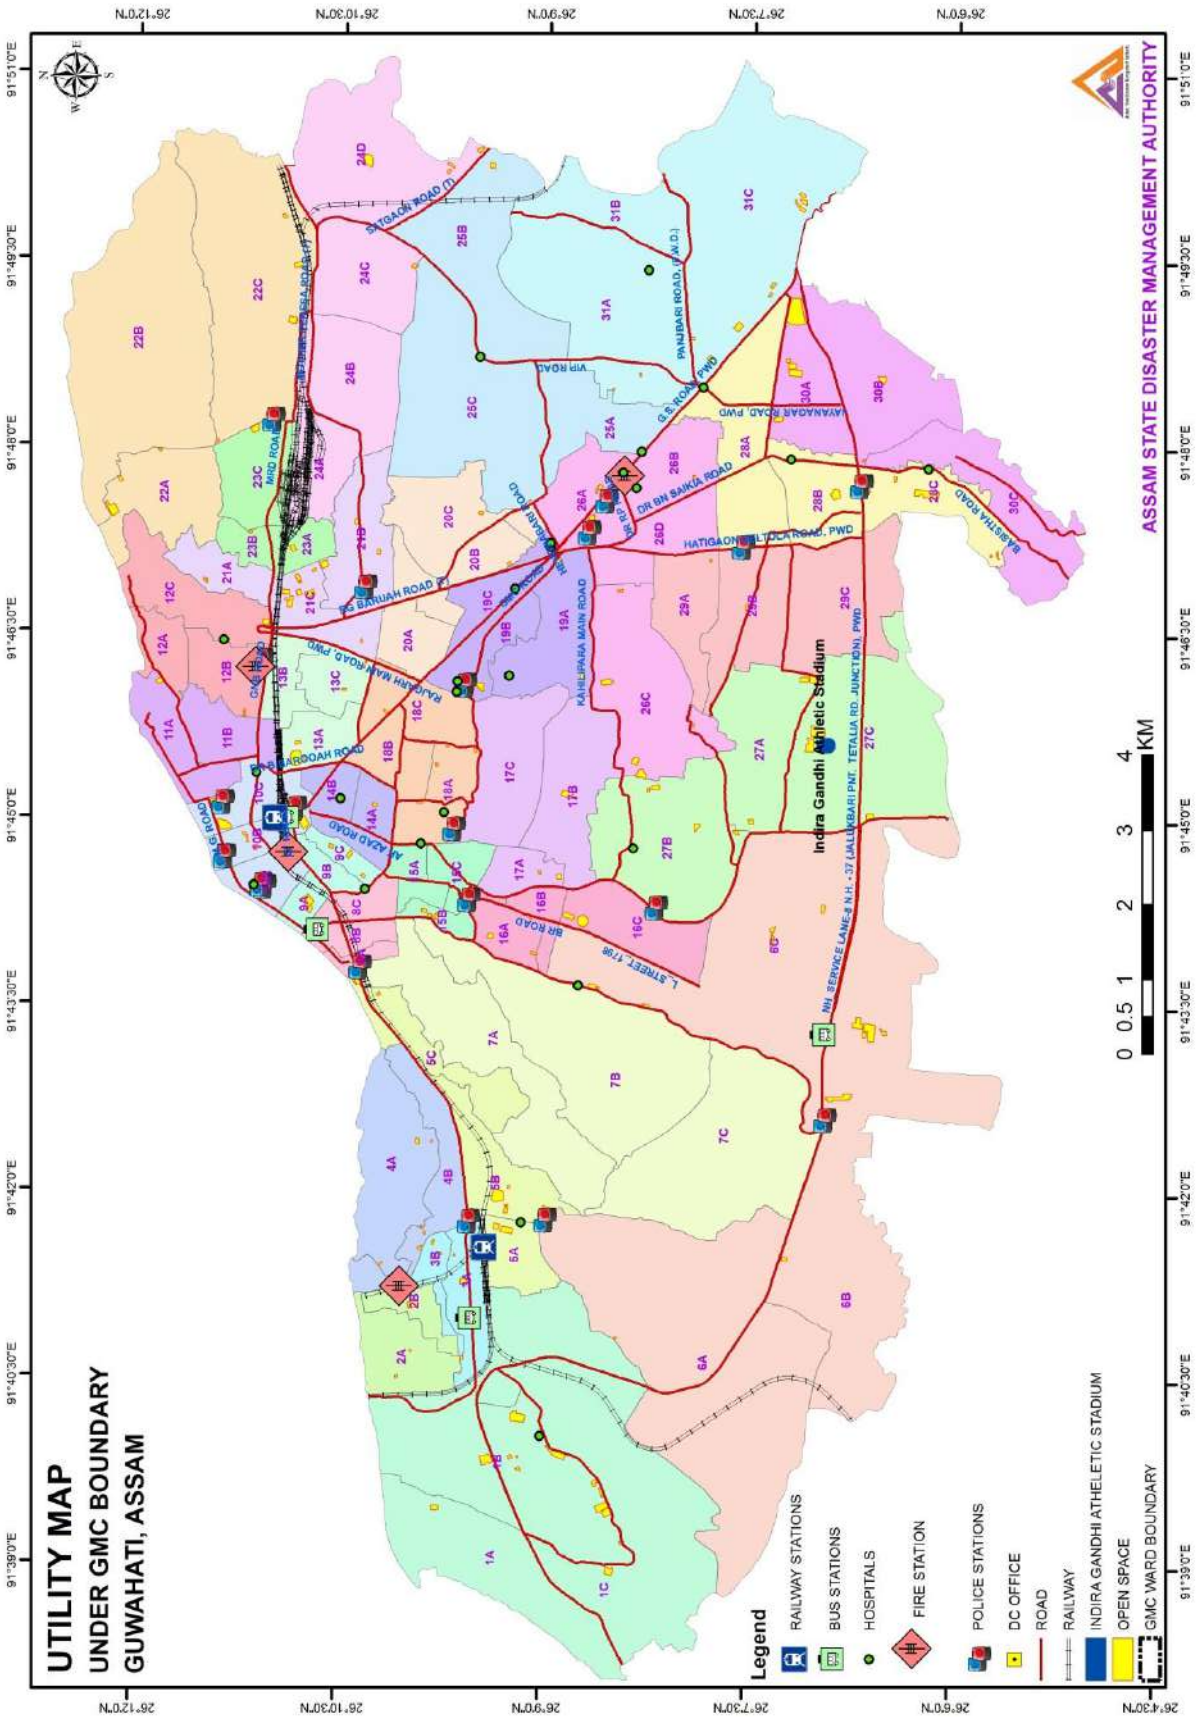 UTILITY MAP
UNDER GMC BOUNDARY
GUWAHATI, ASSAM
91°39'0"E
91°40'30"E
91°42'0"E
91°43'30"E
91°45'0"E
91°46'30"E
91°48'0"E
91°49'30"E
91°51'0"E
26°12'0"N
26°10'30"N
26°9'0"N
26°7'30"N
26°6'0"N
26°4'30"N
N
E
S
W
22B
22C
22A
24D
SATGAON ROAD (T)
24C
25B
24B
25C
31B
31A
31C
PANJBARI ROAD, (P.W.D.)
VIP ROAD
G.S. ROAD, PWD
25A
JAYANAGAR ROAD, PWD
30A
30B
30C
28A
28B
28C
BASISTHA ROAD
26A
26B
26D
DR BN SAIKIA ROAD
MRD ROAD
23C
24A
23B
23A
21A
21B
21C
20C
20B
20A
12C
12A
12B
13B
13C
13A
11A
11B
RAJGARH MAIN ROAD, PWD
19C
19B
19A
KAHILIPARA MAIN ROAD
29A
29B
29C
26C
18C
18B
18A
17C
17B
17A
27A
27B
27C
Indira Gandhi Athletic Stadium
NH SERVICE LANE-8 N.H. - 37 (JALUKBARI PNT. TETALIA RD. JUNCTION), PWD
10C
10B
14B
14A
AK AZAD ROAD
9C
9B
9A
8C
8B
15A
15B
15C
16A
16B
16C
BR ROAD
L_STREET_1798
6C
7A
7B
7C
5C
5B
5A
4A
4B
3B
3A
2B
2A
6A
6B
1A
1B
1C
Legend
RAILWAY STATIONS
BUS STATIONS
HOSPITALS
FIRE STATION
POLICE STATIONS
DC OFFICE
ROAD
RAILWAY
INDIRA GANDHI ATHELETIC STADIUM
OPEN SPACE
GMC WARD BOUNDARY
0 0.5 1 2 3 4 KM
ASSAM STATE DISASTER MANAGEMENT AUTHORITY